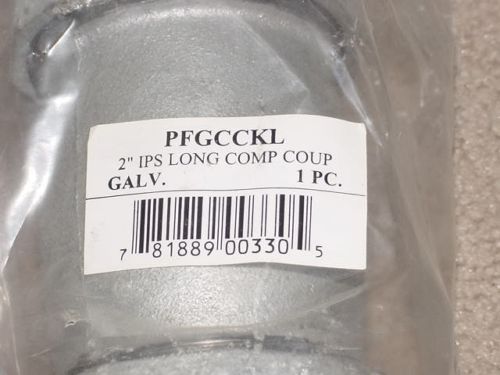 PFGCCKL
2" IPS LONG COMP COUP
GALV. 1 PC.
7 81889 00330 5